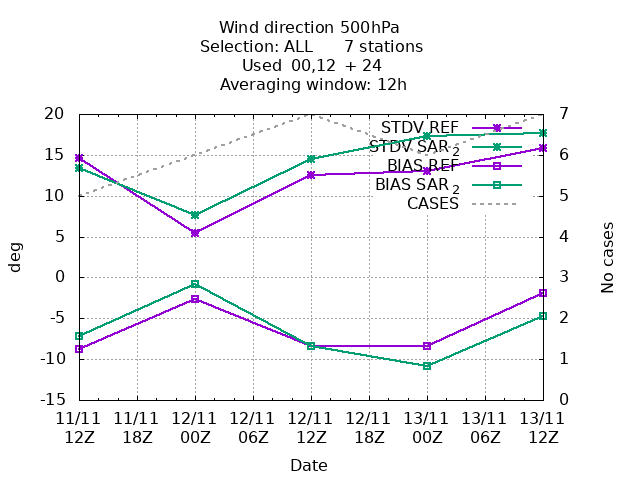 Wind direction 500hPa
Selection: ALL 7 stations
Used 00,12 + 24
Averaging window: 12h
20
15
10
5
0
-5
-10
-15
deg
7
6
5
4
3
2
1
0
No cases
STDV REF
STDV SAR 2
BIAS REF
BIAS SAR 2
CASES
11/11 11/11 12/11 12/11 12/11 12/11 13/11 13/11 13/11
12Z 18Z 00Z 06Z 12Z 18Z 00Z 06Z 12Z
Date